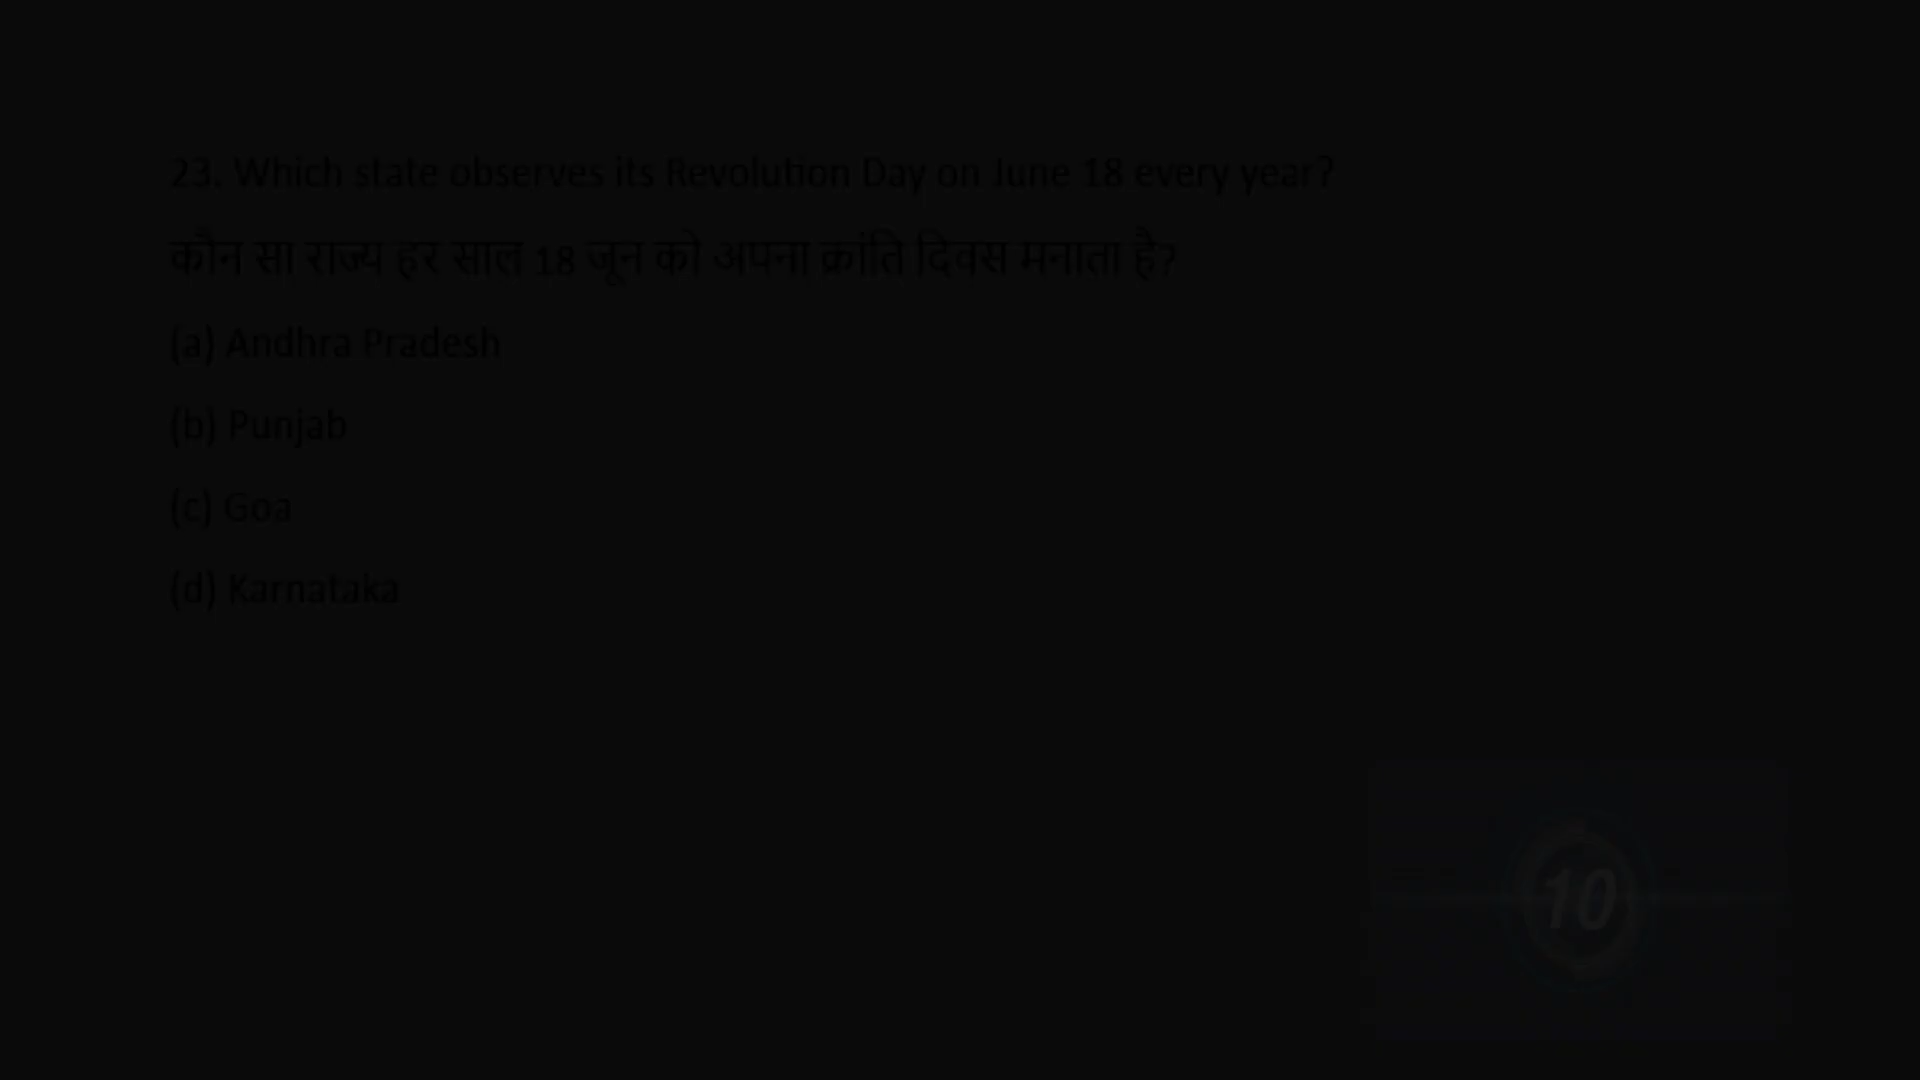 23. Which state observes its Revolution Day on June 18 every year?
कौन सा राज्य हर साल 18 जून को अपना क्रांति दिवस मनाता है?
(a) Andhra Pradesh
(b) Punjab
(c) Goa
(d) Karnataka
10